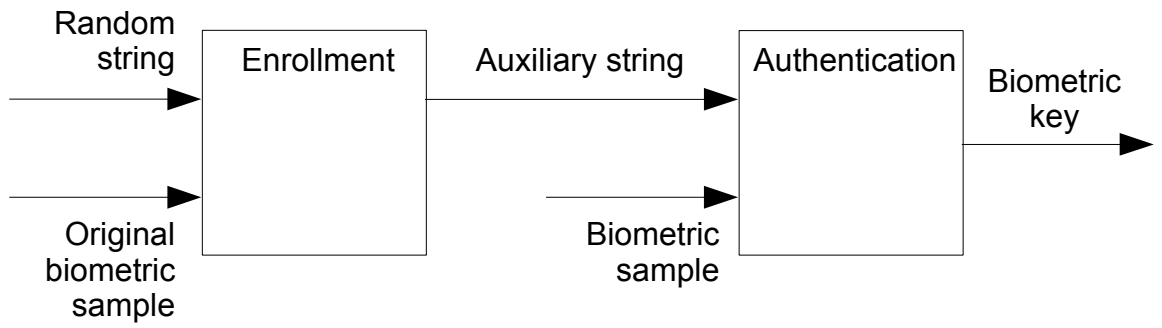 Random
string
Enrollment
Auxiliary string
Authentication
Biometric
key
Original
biometric
sample
Biometric
sample